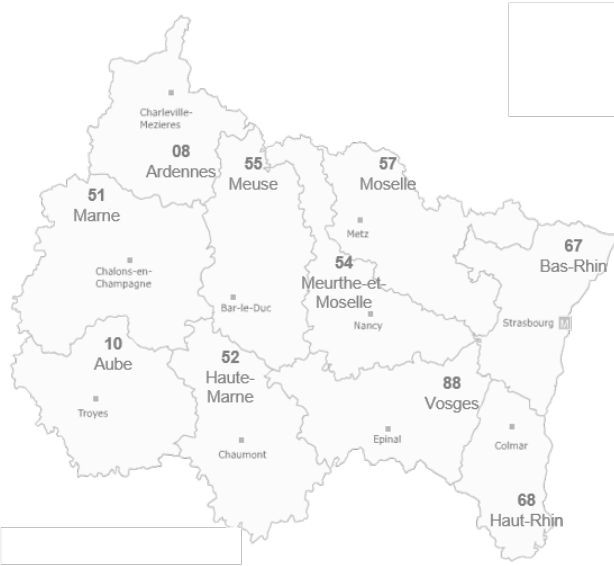 Charleville-
Mezieres
08
Ardennes
55
Meuse
57
Moselle
51
Marne
Metz
67
Bas-Rhin
Chalons-en-
Champagne
54
Meurthe-et-
Moselle
Bar-le-Duc
Nancy
Strasbourg M
10
Aube
52
Haute-
Marne
88
Vosges
Troyes
Chaumont
Epinal
Colmar
68
Haut-Rhin